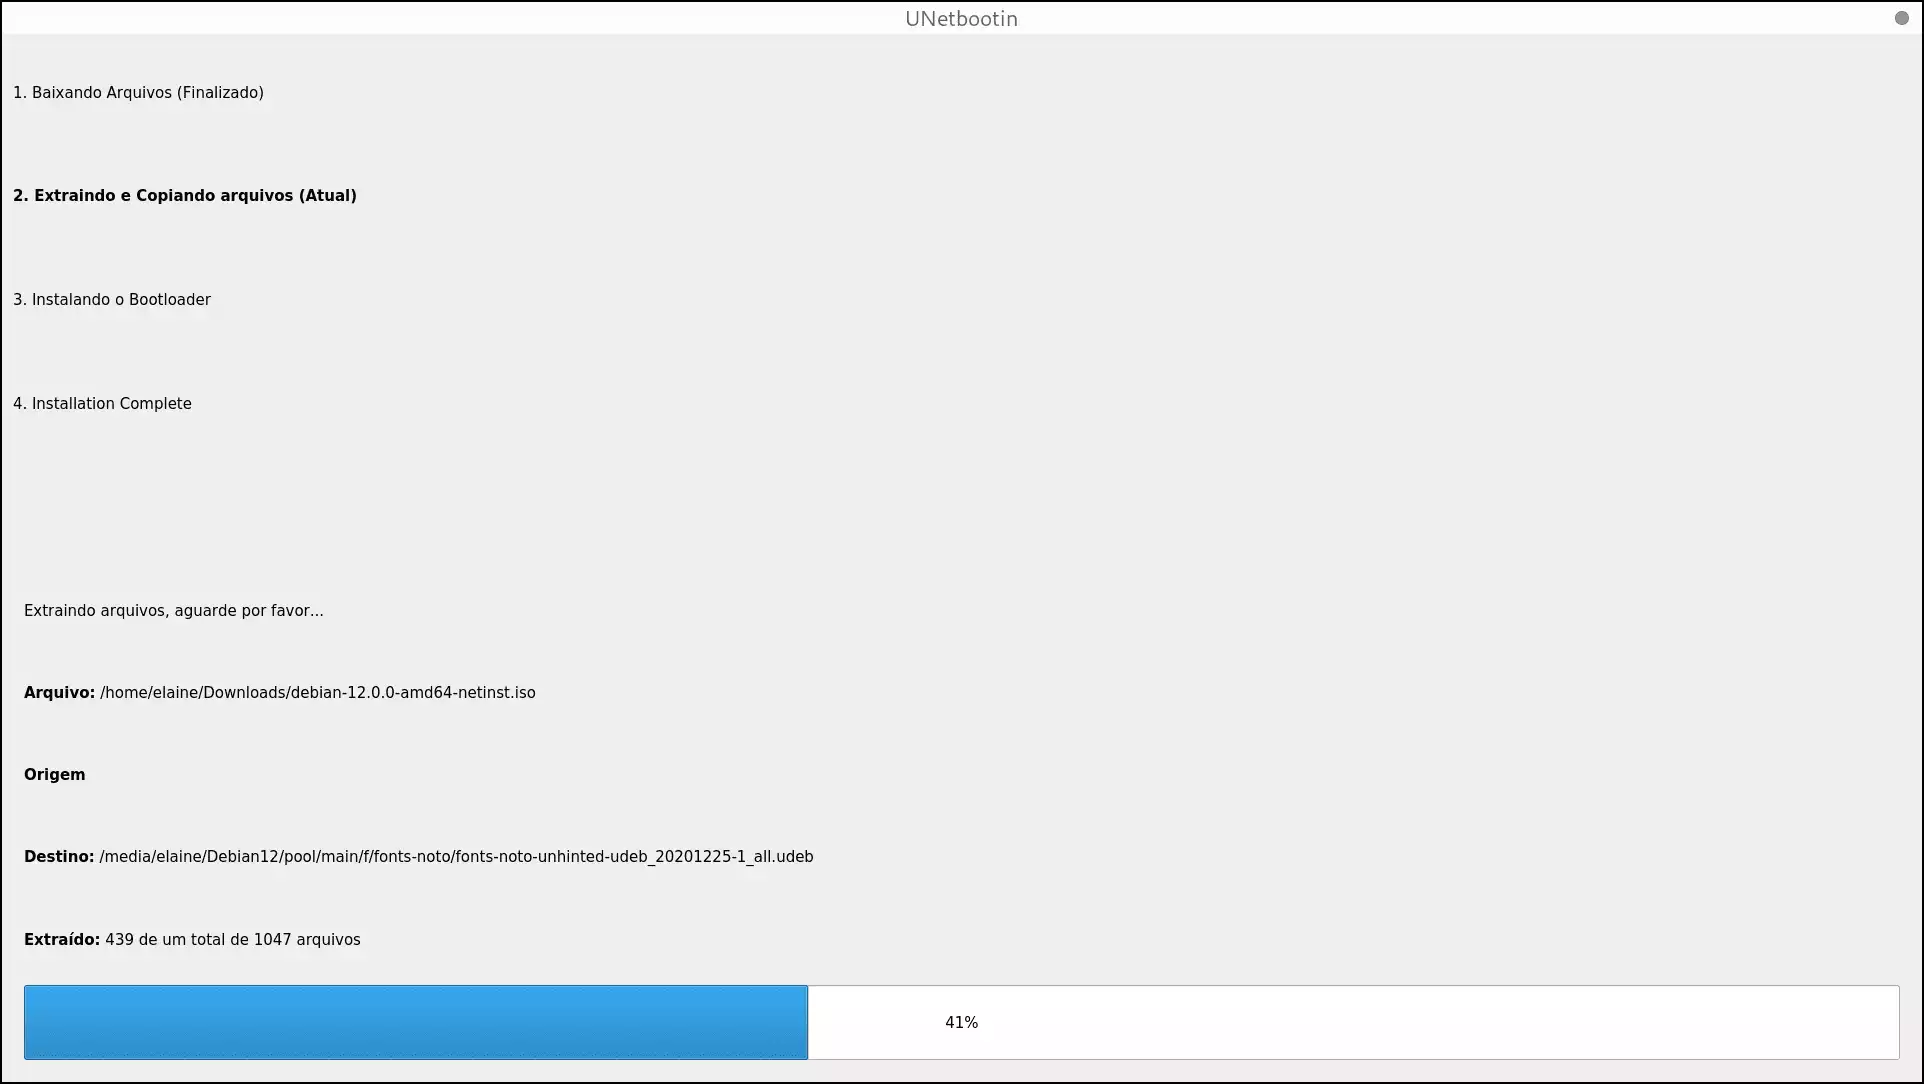 UNetbootin
1. Baixando Arquivos (Finalizado)
2. Extraindo e Copiando arquivos (Atual)
3. Instalando o Bootloader
4. Installation Complete
Extraindo arquivos, aguarde por favor...
Arquivo: /home/elaine/Downloads/debian-12.0.0-amd64-netinst.iso
Origem
Destino: /media/elaine/Debian12/pool/main/f/fonts-noto/fonts-noto-unhinted-udeb_20201225-1_all.udeb
Extraído: 439 de um total de 1047 arquivos
41%